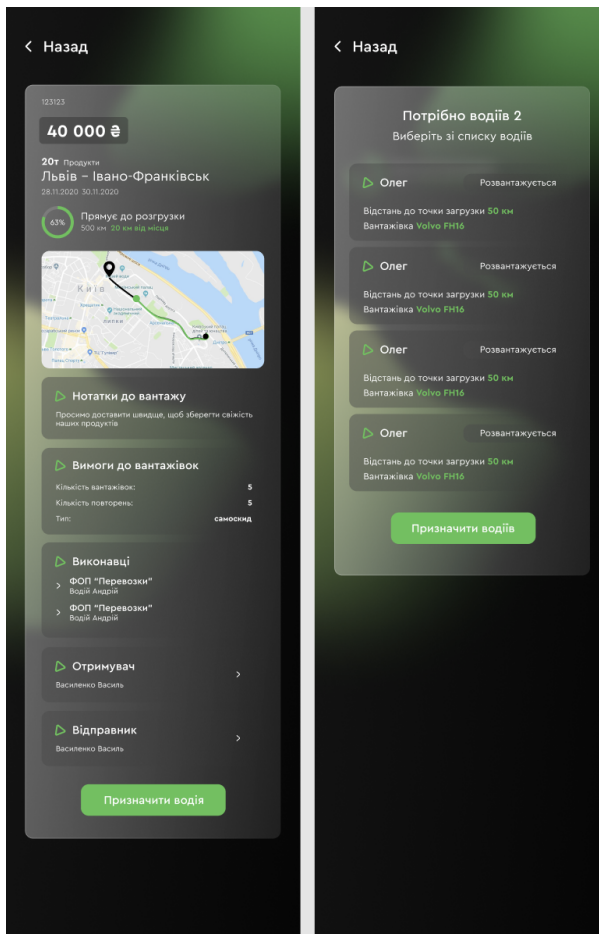 Назад
123123
40 000 ₴
20т Продукти
Львів – Івано-Франківськ
28.11.2020 30.11.2020
63%
Прямує до розгрузки
500 км 20 км від місця
Київ
ЛИПКИ
Нотатки до вантажу
Просимо доставити швидще, щоб зберегти свіжість
наших продуктів
Вимоги до вантажівок
Кількість вантажівок: 5
Кількість повторень: 5
Тип: самоскид
Виконавці
ФОП "Перевозки"
Водій Андрій
ФОП "Перевозки"
Водій Андрій
Отримувач
Василенко Василь
Відправник
Василенко Василь
Призначити водія
Назад
Потрібно водіїв 2
Виберіть зі списку водіїв
Олег Розвантажується
Відстань до точки загрузки 50 км
Вантажівка Volvo FH16
Олег Розвантажується
Відстань до точки загрузки 50 км
Вантажівка Volvo FH16
Олег Розвантажується
Відстань до точки загрузки 50 км
Вантажівка Volvo FH16
Олег Розвантажується
Відстань до точки загрузки 50 км
Вантажівка Volvo FH16
Призначити водіїв